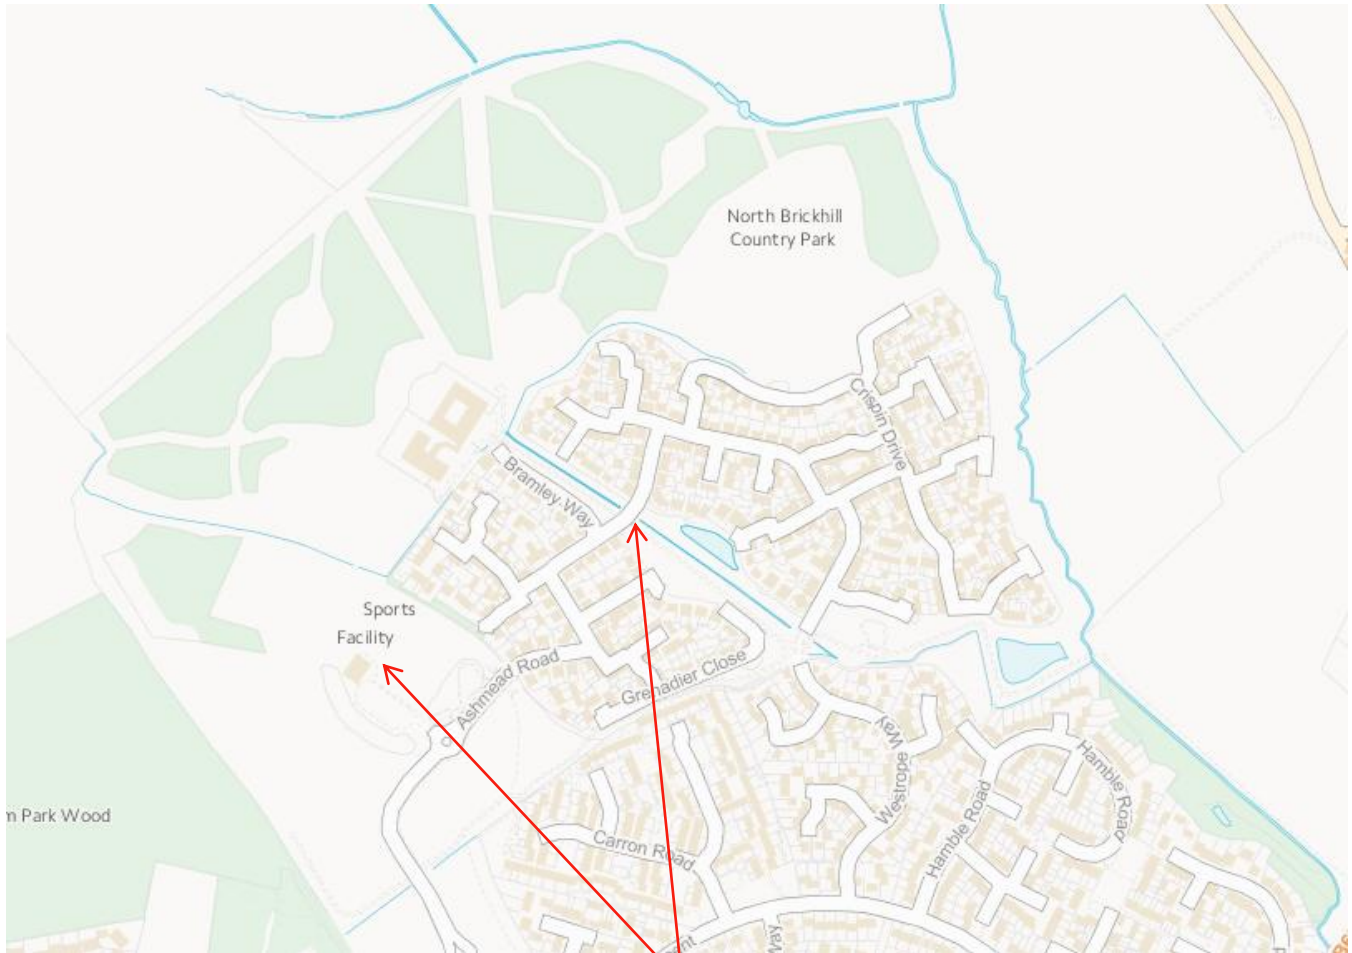 North Brickhill
Country Park
Crispin Drive
Bramley Way
Sports
Facility
Ashmead Road
Grenadier Close
Westrope
Way
Hamble Road
Hamble Road
m Park Wood
Carron Road
Way